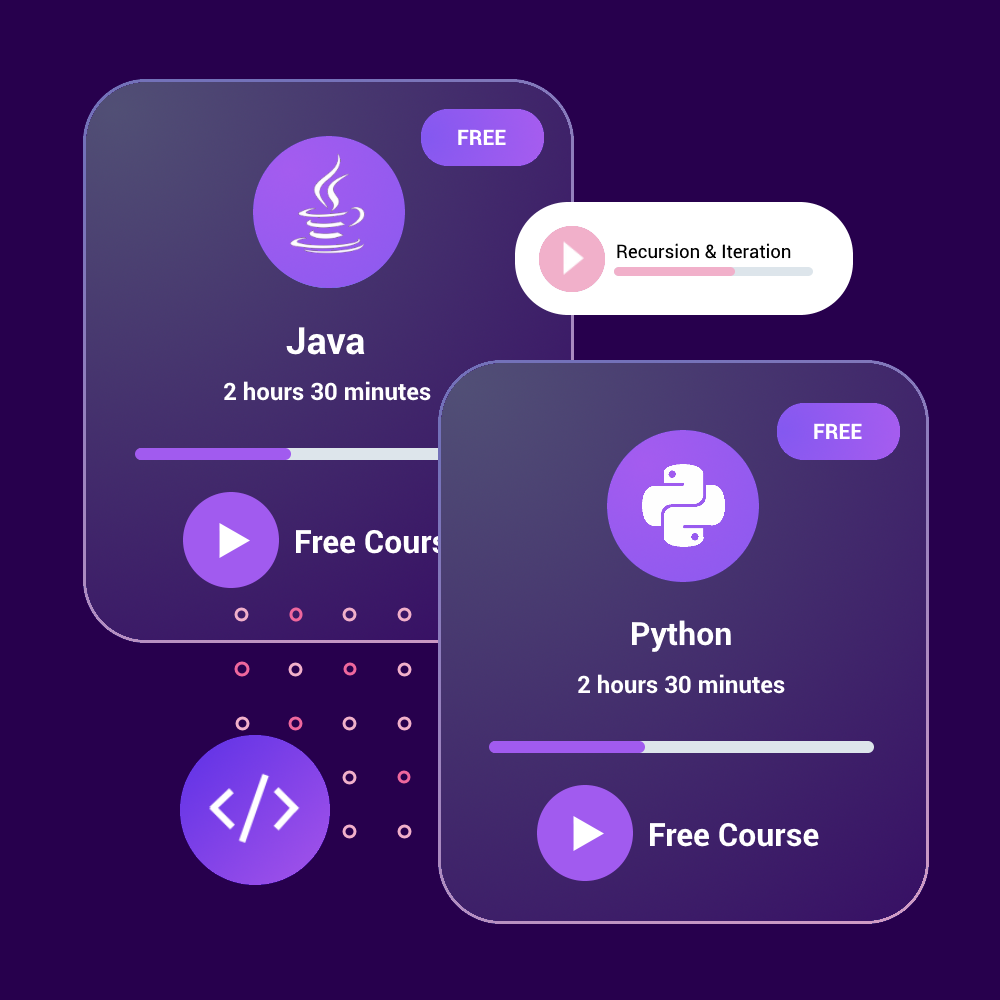 FREE
Java
2 hours 30 minutes
Free Cours
Recursion & Iteration
FREE
Python
2 hours 30 minutes
Free Course